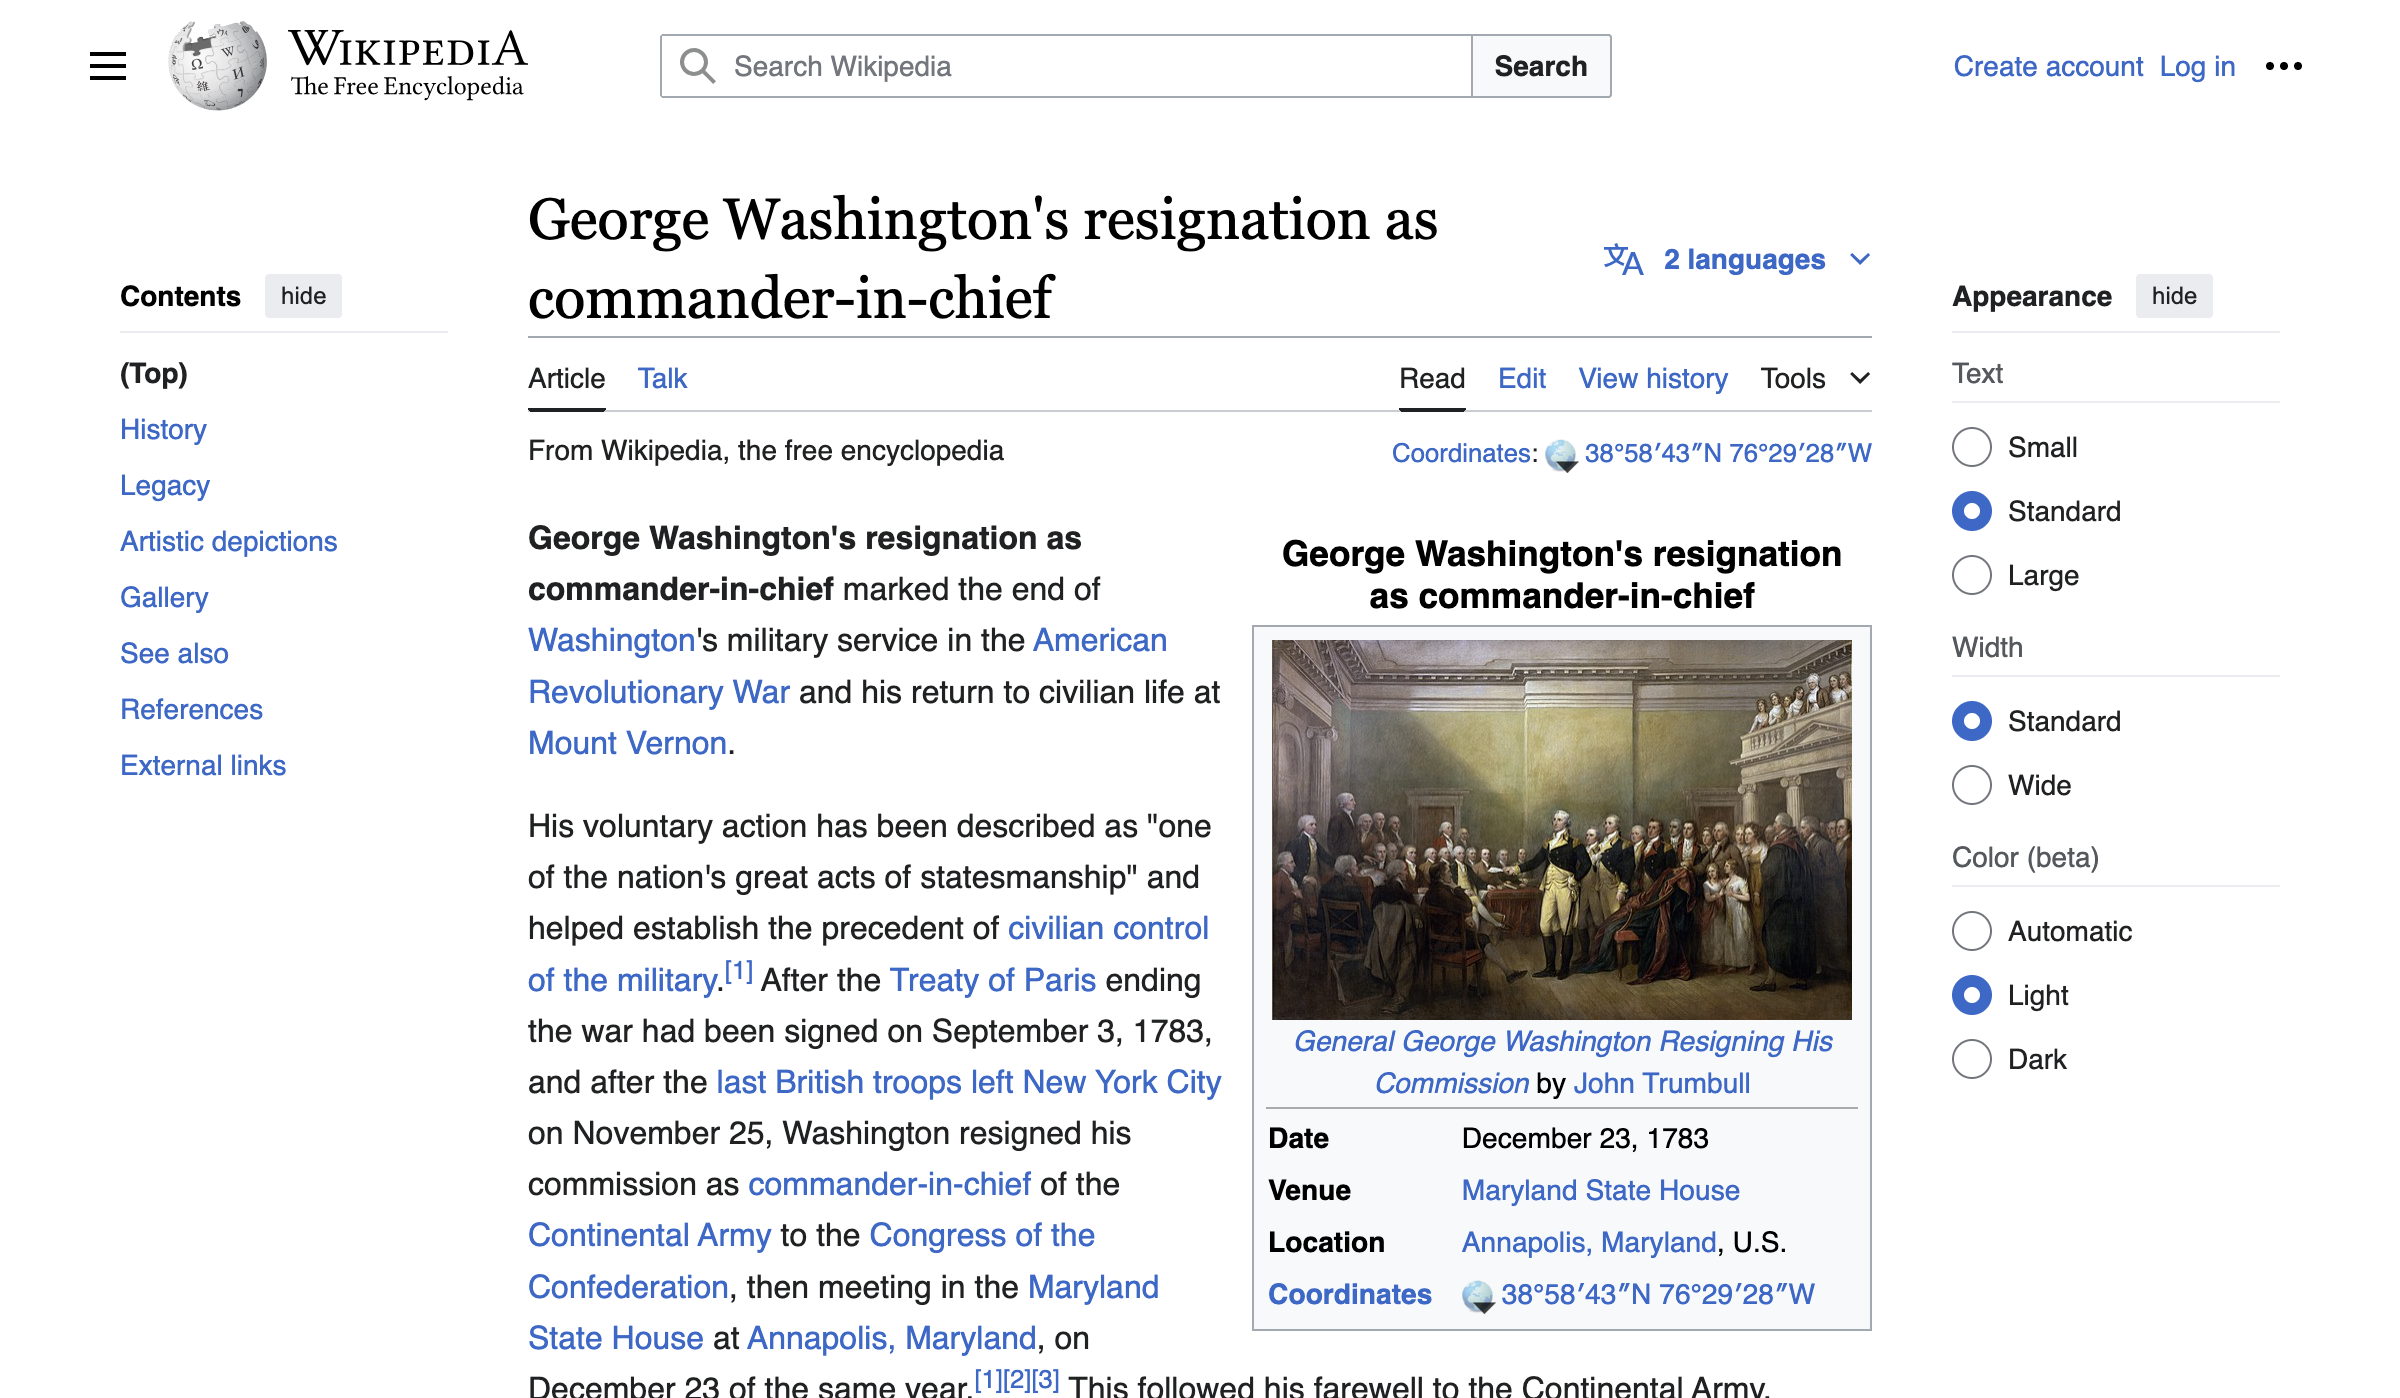 WIKIPEDIA
The Free Encyclopedia
Search Wikipedia
Search
Create account Log in
Contents hide
(Top)
History
Legacy
Artistic depictions
Gallery
See also
References
External links
George Washington's resignation as
commander-in-chief
2 languages
Article Talk
Read Edit View history Tools
From Wikipedia, the free encyclopedia
Coordinates: 38°58′43″N 76°29′28″W
George Washington's resignation as
commander-in-chief marked the end of
Washington's military service in the American
Revolutionary War and his return to civilian life at
Mount Vernon.
His voluntary action has been described as "one
of the nation's great acts of statesmanship" and
helped establish the precedent of civilian control
of the military.[1] After the Treaty of Paris ending
the war had been signed on September 3, 1783,
and after the last British troops left New York City
on November 25, Washington resigned his
commission as commander-in-chief of the
Continental Army to the Congress of the
Confederation, then meeting in the Maryland
State House at Annapolis, Maryland, on
December 23 of the same year.[1][2][3] This followed his farewell to the Continental Army,
George Washington's resignation
as commander-in-chief
General George Washington Resigning His
Commission by John Trumbull
Date December 23, 1783
Venue Maryland State House
Location Annapolis, Maryland, U.S.
Coordinates 38°58′43″N 76°29′28″W
Appearance hide
Text
Small
Standard
Large
Width
Standard
Wide
Color (beta)
Automatic
Light
Dark